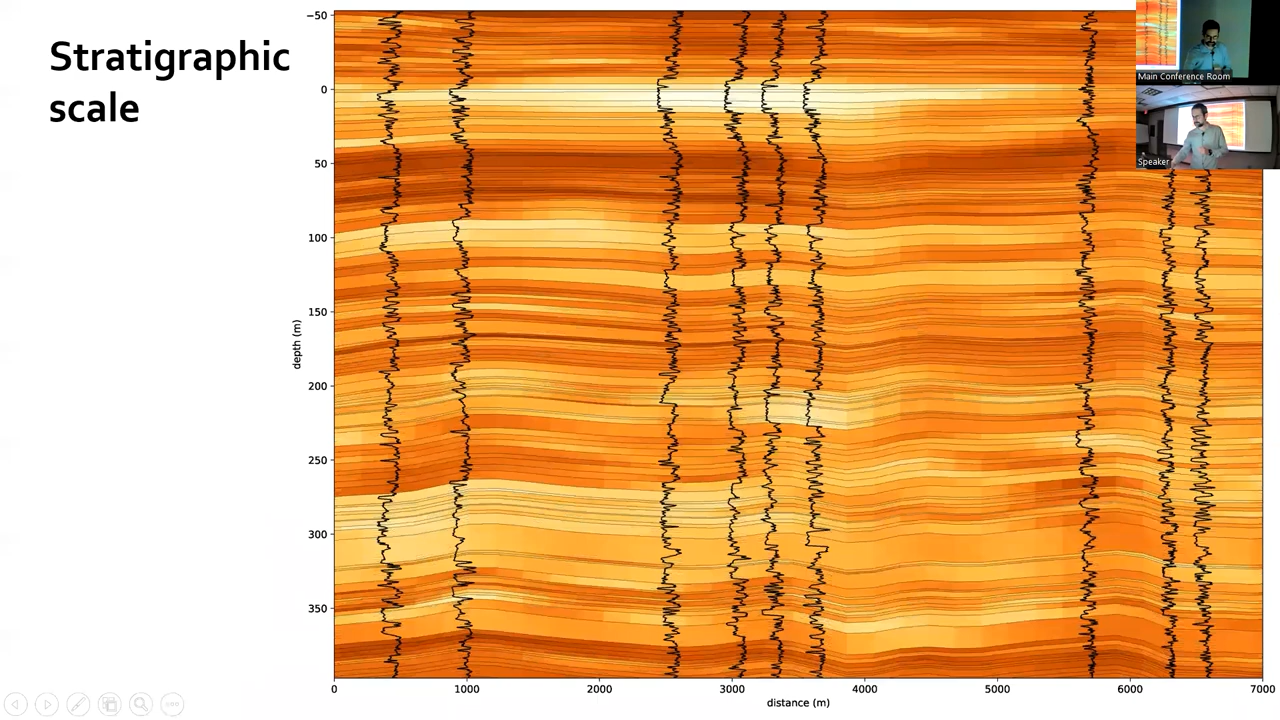 Stratigraphic
scale
−50
0
50
100
150
200
250
300
350
depth (m)
0
1000
2000
3000
4000
5000
6000
7000
distance (m)
Main Conference Room
Speaker